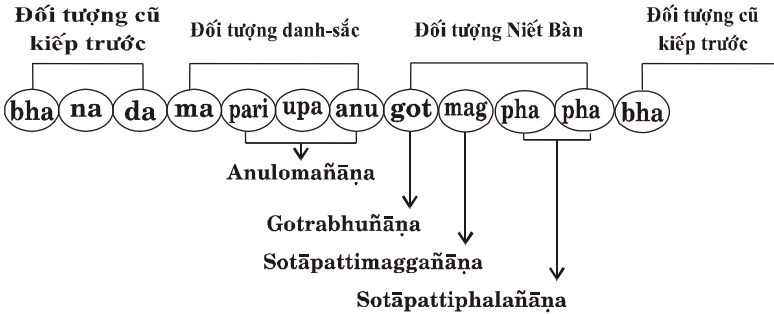 Đối tượng cũ
kiếp trước
Đối tượng danh-sắc
Đối tượng Niết Bàn
Đối tượng cũ
kiếp trước
bha na da ma pari upa anu got mag pha pha bha
Anulomañāṇa
Gotrabhuñāṇa
Sotāpattimaggañāṇa
Sotāpattiphalañāṇa